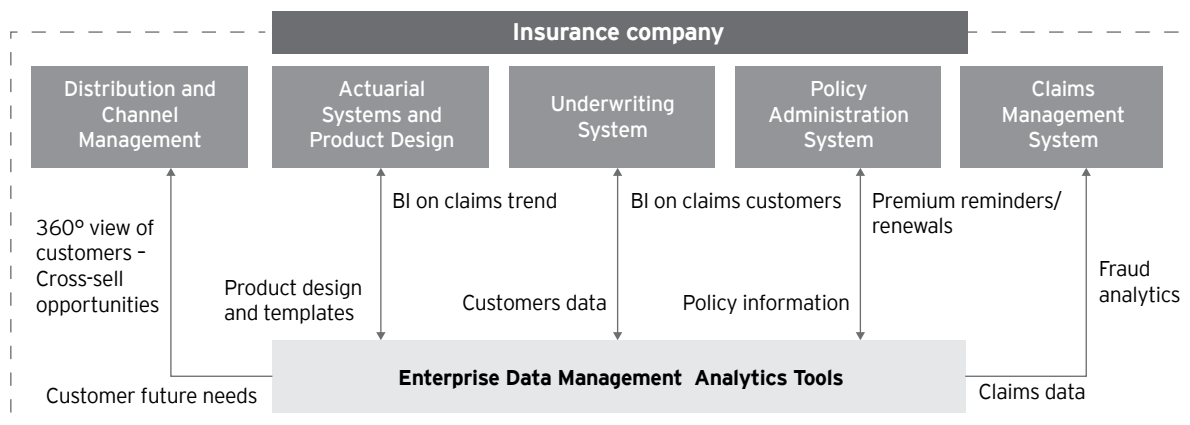 Insurance company
Distribution and
Channel
Management
Actuarial
Systems and
Product Design
Underwriting
System
Policy
Administration
System
Claims
Management
System
360° view of
customers –
Cross-sell
opportunities
BI on claims trend
Product design
and templates
BI on claims customers
Customers data
Premium reminders/
renewals
Policy information
Fraud
analytics
Customer future needs
Enterprise Data Management Analytics Tools
Claims data